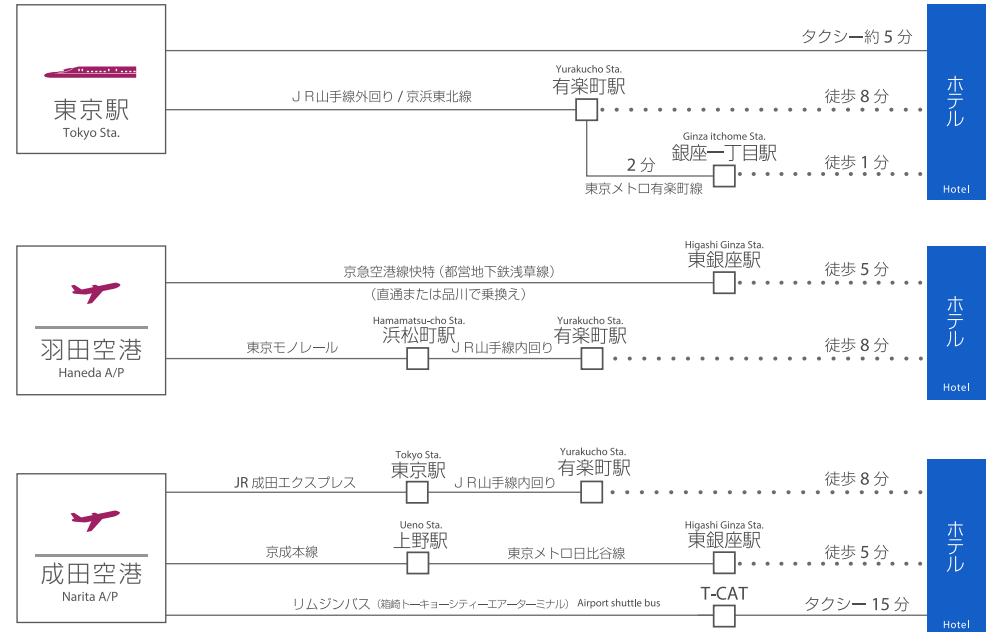 タクシー約 5 分
Yurakucho Sta.
有楽町駅
ＪR山手線外回り / 京浜東北線
徒歩 8 分
東京駅
Tokyo Sta.
Ginza itchome Sta.
銀座一丁目駅
2 分
徒歩 1 分
東京メトロ有楽町線
ホテル
Hotel
Higashi Ginza Sta.
東銀座駅
京急空港線快特（都営地下鉄浅草線）
徒歩 5 分
（直通または品川で乗換え）
Hamamatsu-cho Sta.
浜松町駅
Yurakucho Sta.
有楽町駅
東京モノレール
ＪR山手線内回り
徒歩 8 分
羽田空港
Haneda A/P
ホテル
Hotel
Tokyo Sta.
東京駅
Yurakucho Sta.
有楽町駅
JR 成田エクスプレス
ＪR山手線内回り
徒歩 8 分
Ueno Sta.
上野駅
Higashi Ginza Sta.
東銀座駅
京成本線
東京メトロ日比谷線
徒歩 5 分
成田空港
Narita A/P
リムジンバス（箱崎トーキョーシティーエアーターミナル） Airport shuttle bus
T-CAT
タクシー 15 分
ホテル
Hotel